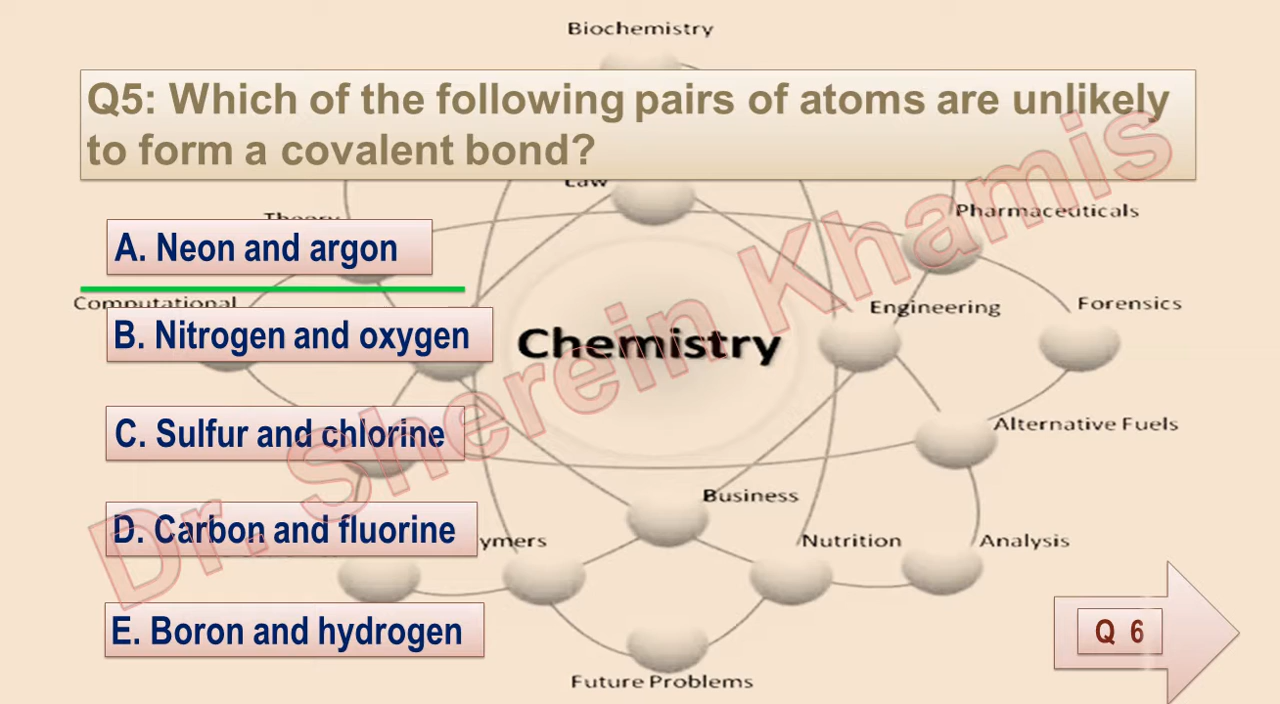 Biochemistry
Q5: Which of the following pairs of atoms are unlikely
to form a covalent bond?
Law
Theory
Pharmaceuticals
A. Neon and argon
Computational
Engineering
Forensics
B. Nitrogen and oxygen
Chemistry
C. Sulfur and chlorine
Alternative Fuels
Business
D. Carbon and fluorine
ymers
Nutrition
Analysis
E. Boron and hydrogen
Q 6
Future Problems
Dr. Sherein Khamis